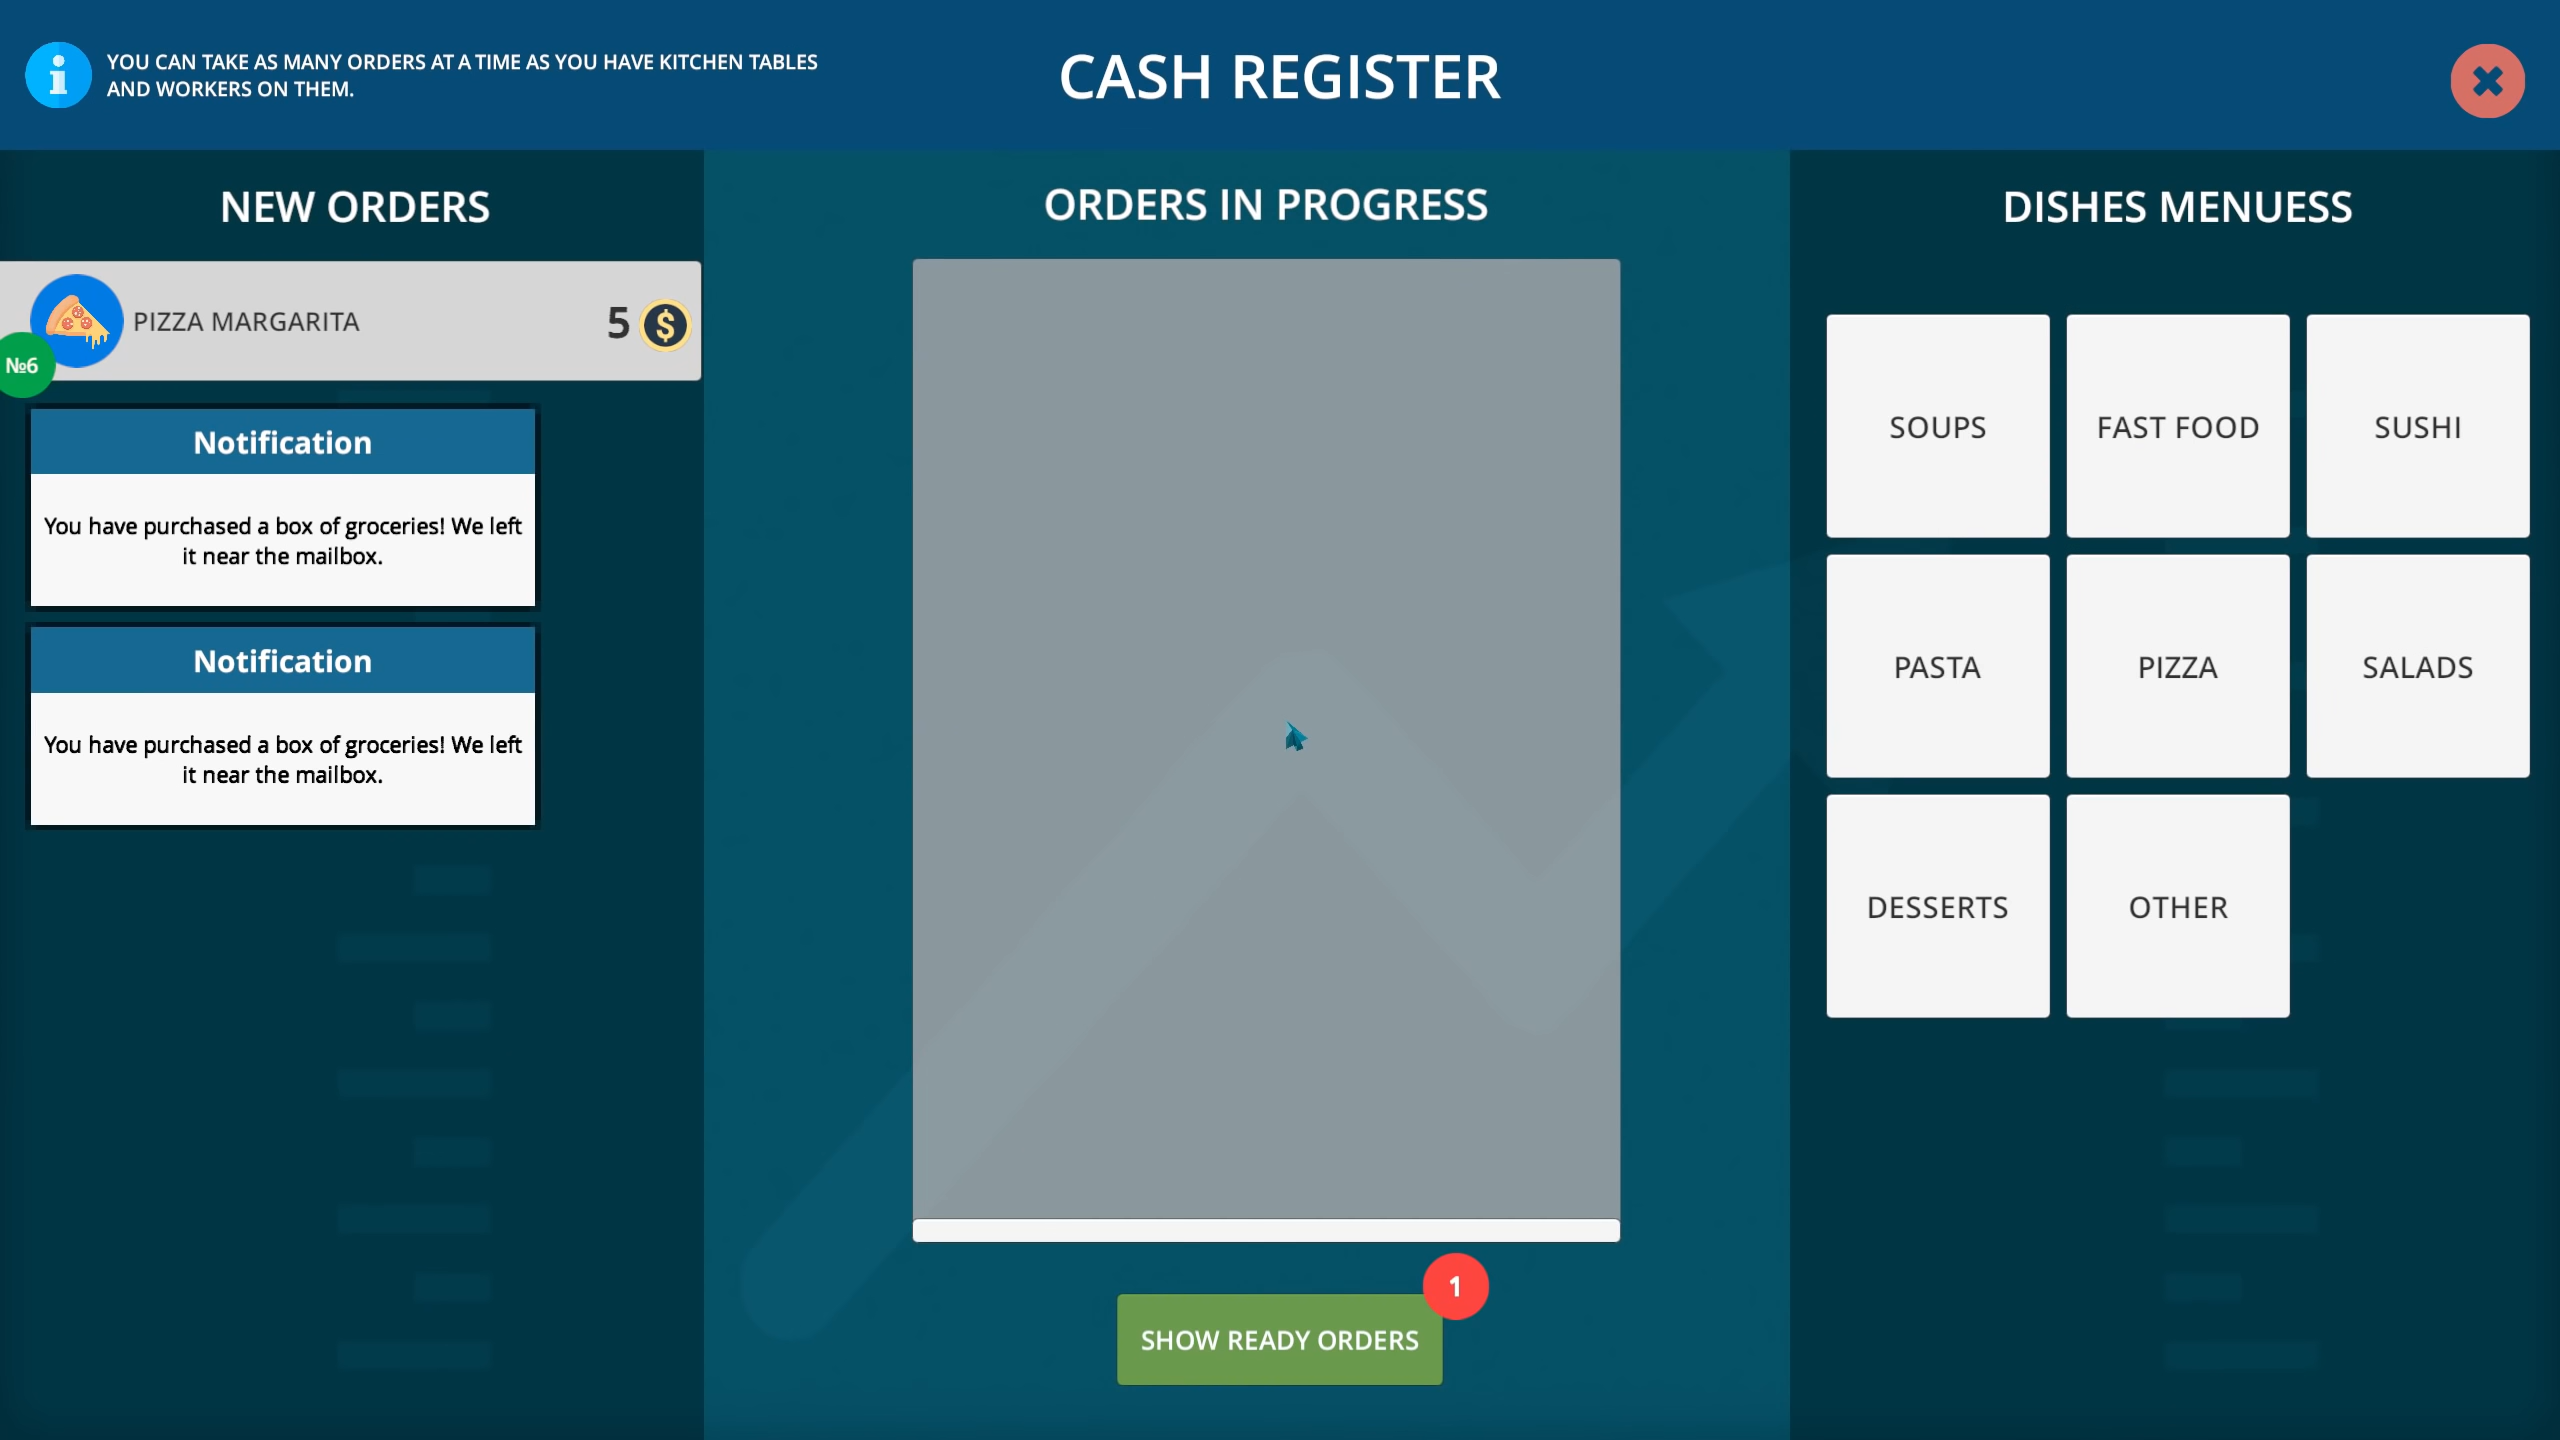 YOU CAN TAKE AS MANY ORDERS AT A TIME AS YOU HAVE KITCHEN TABLES
AND WORKERS ON THEM.
CASH REGISTER
NEW ORDERS
PIZZA MARGARITA
5
№6
Notification
You have purchased a box of groceries! We left
it near the mailbox.
Notification
You have purchased a box of groceries! We left
it near the mailbox.
ORDERS IN PROGRESS
1
SHOW READY ORDERS
DISHES MENUESS
SOUPS
FAST FOOD
SUSHI
PASTA
PIZZA
SALADS
DESSERTS
OTHER